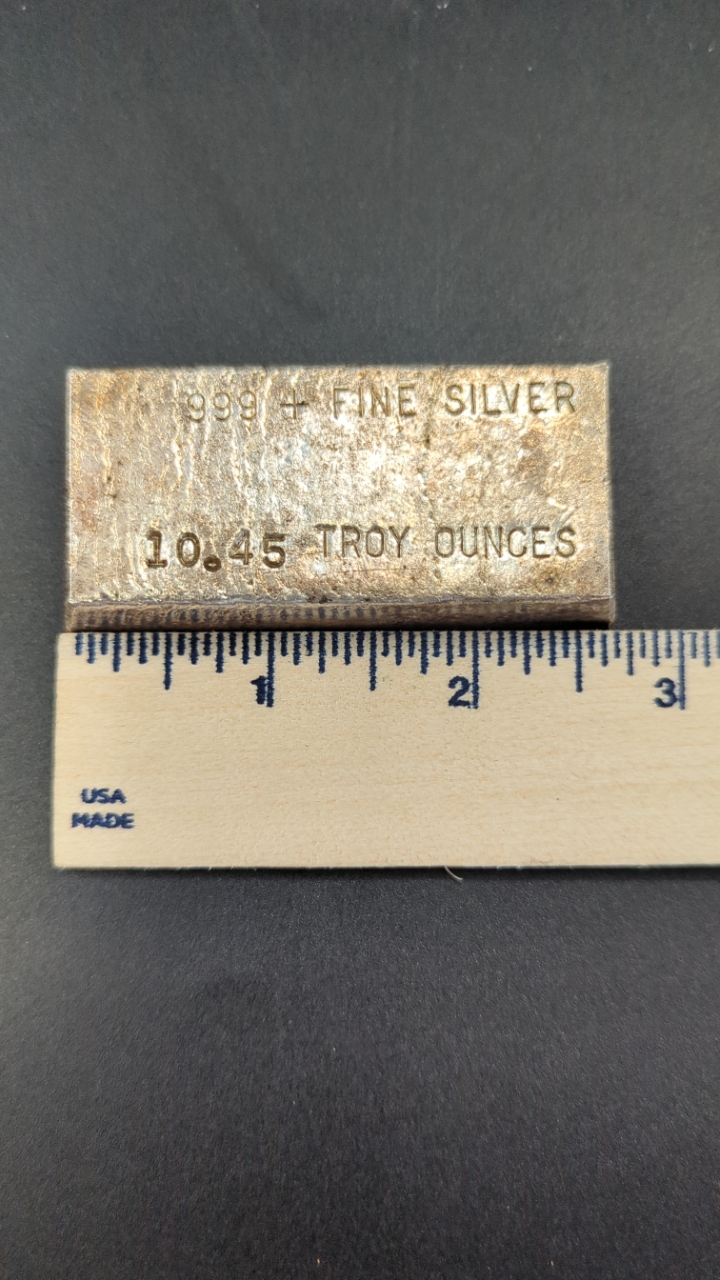 999 + FINE SILVER
10.45 TROY OUNCES
1 2 3
USA
MADE